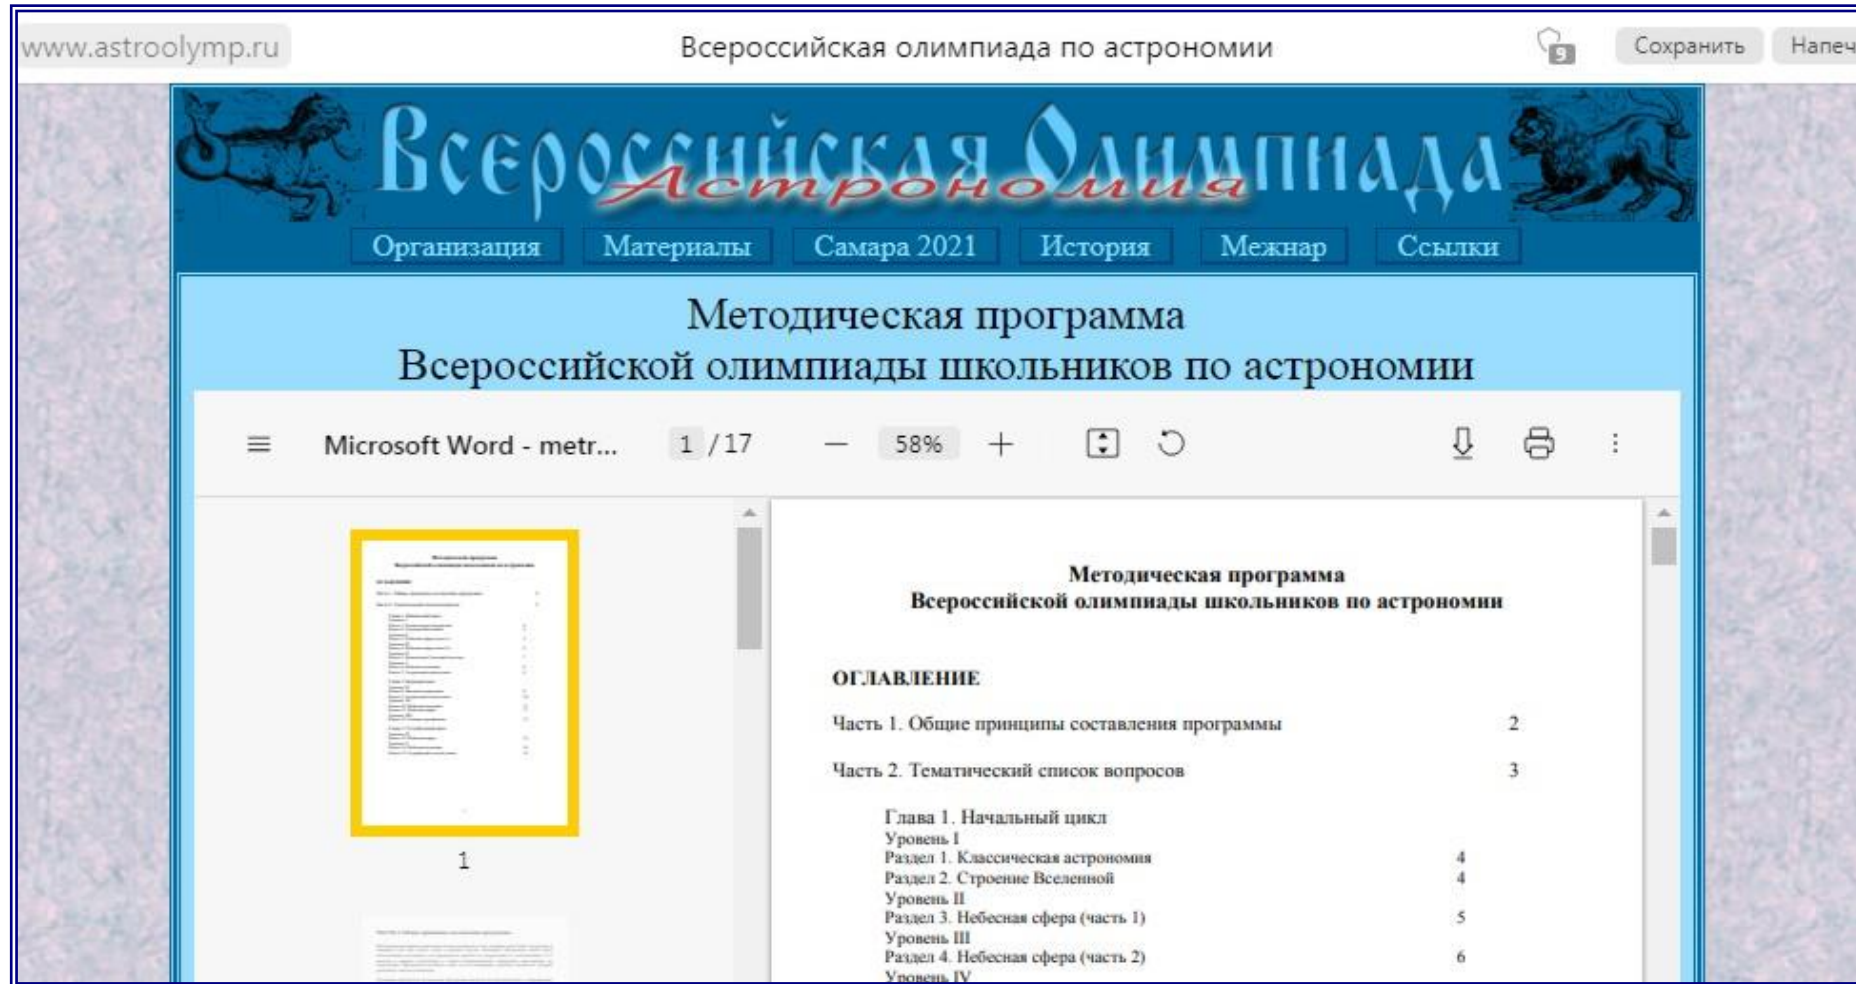 www.astroolymp.ru
Всероссийская олимпиада по астрономии
9
Сохранить
Напеч
Всероссийская Олимпиада
Астрономия
Организация
Материалы
Самара 2021
История
Межнар
Ссылки
Методическая программа
Всероссийской олимпиады школьников по астрономии
Microsoft Word - metr...
1 / 17
58%
1
Методическая программа
Всероссийской олимпиады школьников по астрономии
ОГЛАВЛЕНИЕ
Часть 1. Общие принципы составления программы 2
Часть 2. Тематический список вопросов 3
Глава 1. Начальный цикл
Уровень I
Раздел 1. Классическая астрономия 4
Раздел 2. Строение Вселенной 4
Уровень II
Раздел 3. Небесная сфера (часть 1) 5
Уровень III
Раздел 4. Небесная сфера (часть 2) 6
Уровень IV